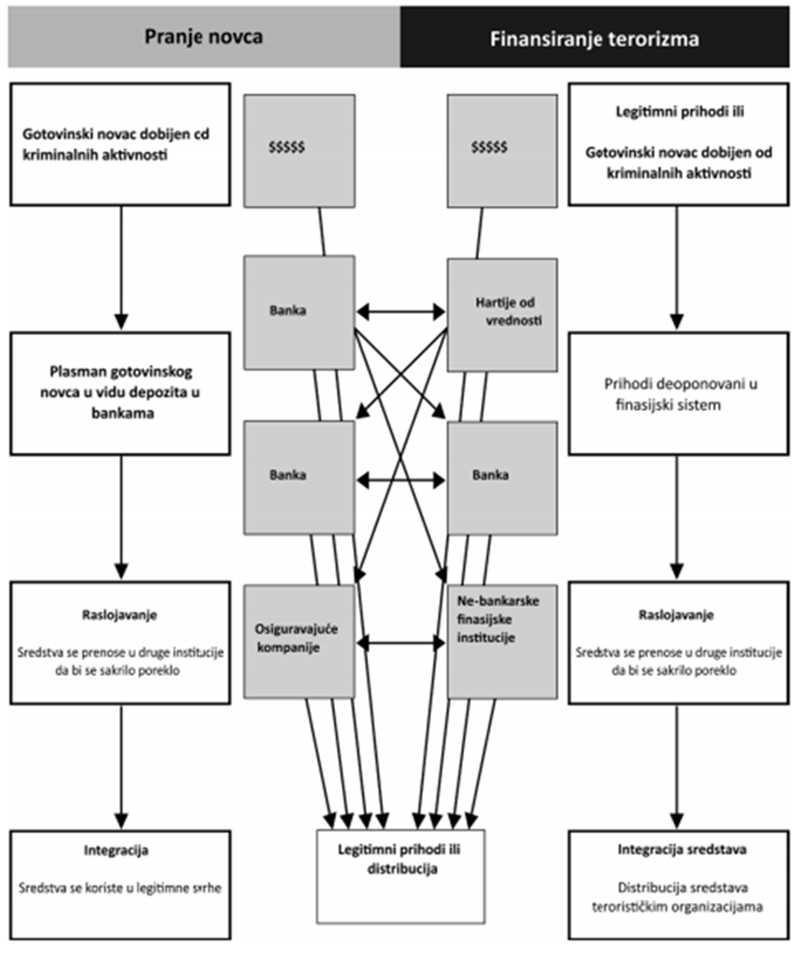 Pranje novca
Finansiranje terorizma
Gotovinski novac dobijen cd
kriminalnih aktivnosti
$$$$$
$$$$$
Legitimni prihodi ili
Gotovinski novac dobijen od
kriminalnih aktivnosti
Banka
Hartije od
vrednosti
Plasman gotovinskog
novca u vidu depozita u
bankama
Prihodi deoponovani u
finasijski sistem
Banka
Banka
Raslojavanje
Sredstva se prenose u druge institucije
da bi se sakrilo poreklo
Osiguravajuće
kompanije
Ne-bankarske
finasijske
institucije
Raslojavanje
Sredstva se prenose u druge institucije
da bi se sakrilo poreklo
Integracija
Sredstva se koriste u legitimne svrhe
Legitimni prihodi ili
distribucija
Integracija sredstava
Distribucija sredstava
terorističkim organizacijama